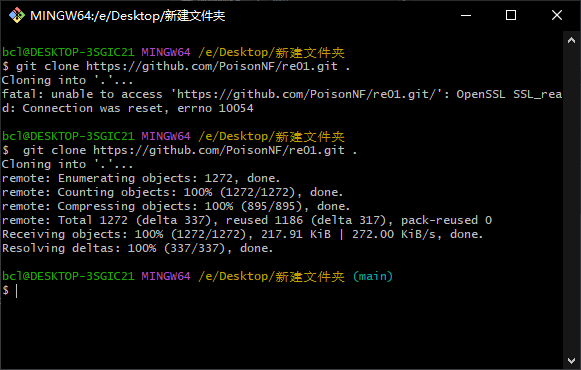 MINGW64:/e/Desktop/新建文件夹
bcl@DESKTOP-3SGIC21 MINGW64 /e/Desktop/新建文件夹
$ git clone https://github.com/PoisonNF/re01.git .
Cloning into '.'...
fatal: unable to access 'https://github.com/PoisonNF/re01.git/': OpenSSL SSL_rea
d: Connection was reset, errno 10054
bcl@DESKTOP-3SGIC21 MINGW64 /e/Desktop/新建文件夹
$  git clone https://github.com/PoisonNF/re01.git .
Cloning into '.'...
remote: Enumerating objects: 1272, done.
remote: Counting objects: 100% (1272/1272), done.
remote: Compressing objects: 100% (895/895), done.
remote: Total 1272 (delta 337), reused 1186 (delta 317), pack-reused 0
Receiving objects: 100% (1272/1272), 217.91 KiB | 272.00 KiB/s, done.
Resolving deltas: 100% (337/337), done.
bcl@DESKTOP-3SGIC21 MINGW64 /e/Desktop/新建文件夹 (main)
$